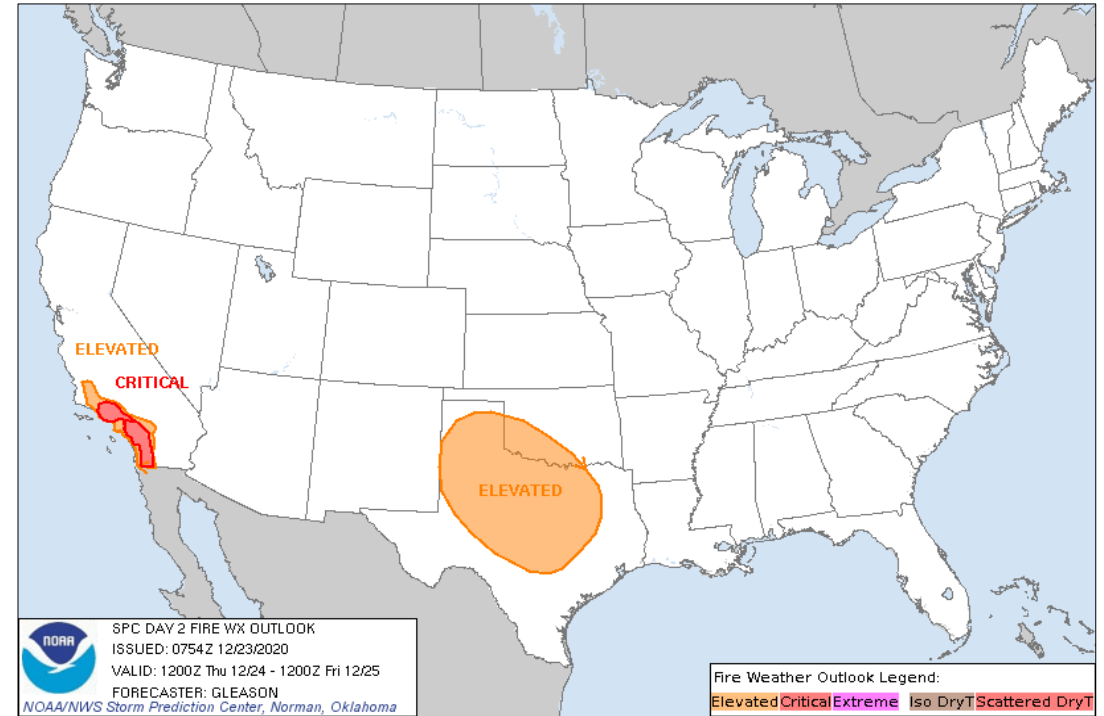 ELEVATED
CRITICAL
ELEVATED
NOAA
SPC DAY 2 FIRE WX OUTLOOK
ISSUED: 0754Z 12/23/2020
VALID: 1200Z Thu 12/24 - 1200Z Fri 12/25
FORECASTER: GLEASON
NOAA/NWS Storm Prediction Center, Norman, Oklahoma
Fire Weather Outlook Legend:
Elevated Critical Extreme Iso DryT Scattered DryT